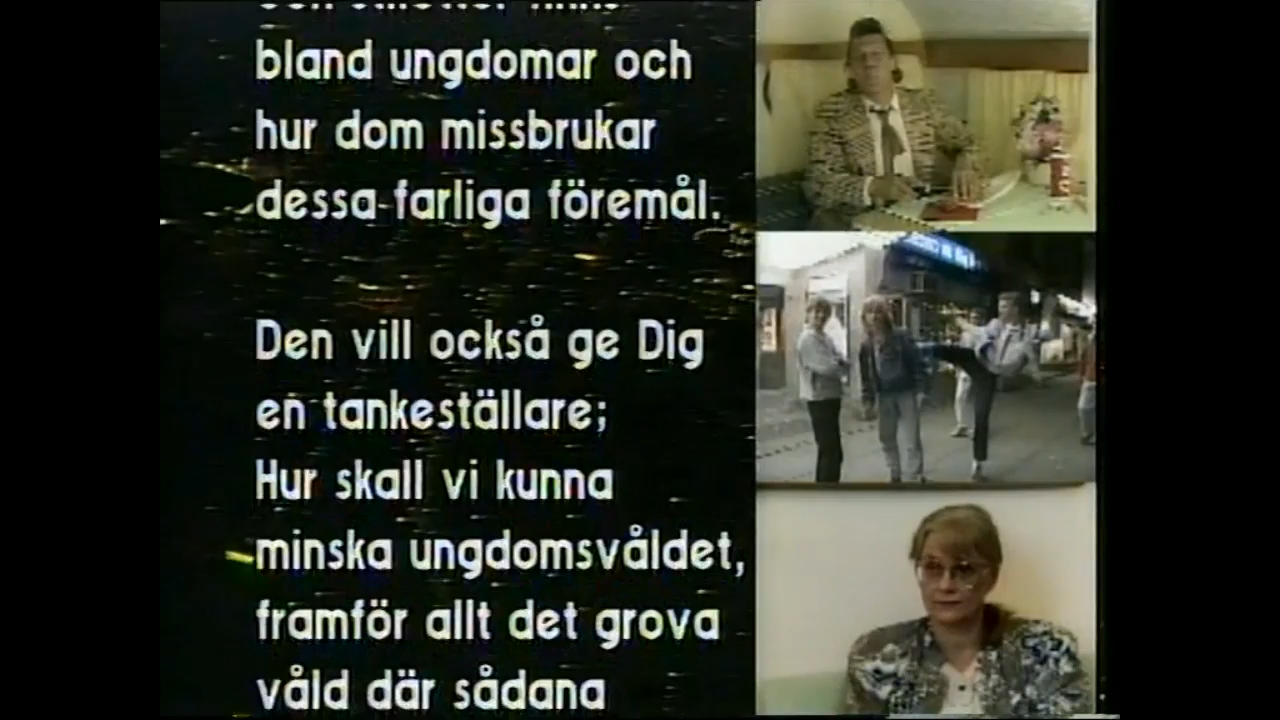 bland ungdomar och
hur dom missbrukar
dessa farliga föremål.
Den vill också ge Dig
en tankeställare;
Hur skall vi kunna
minska ungdomsvåldet,
framför allt det grova
våld där sådana